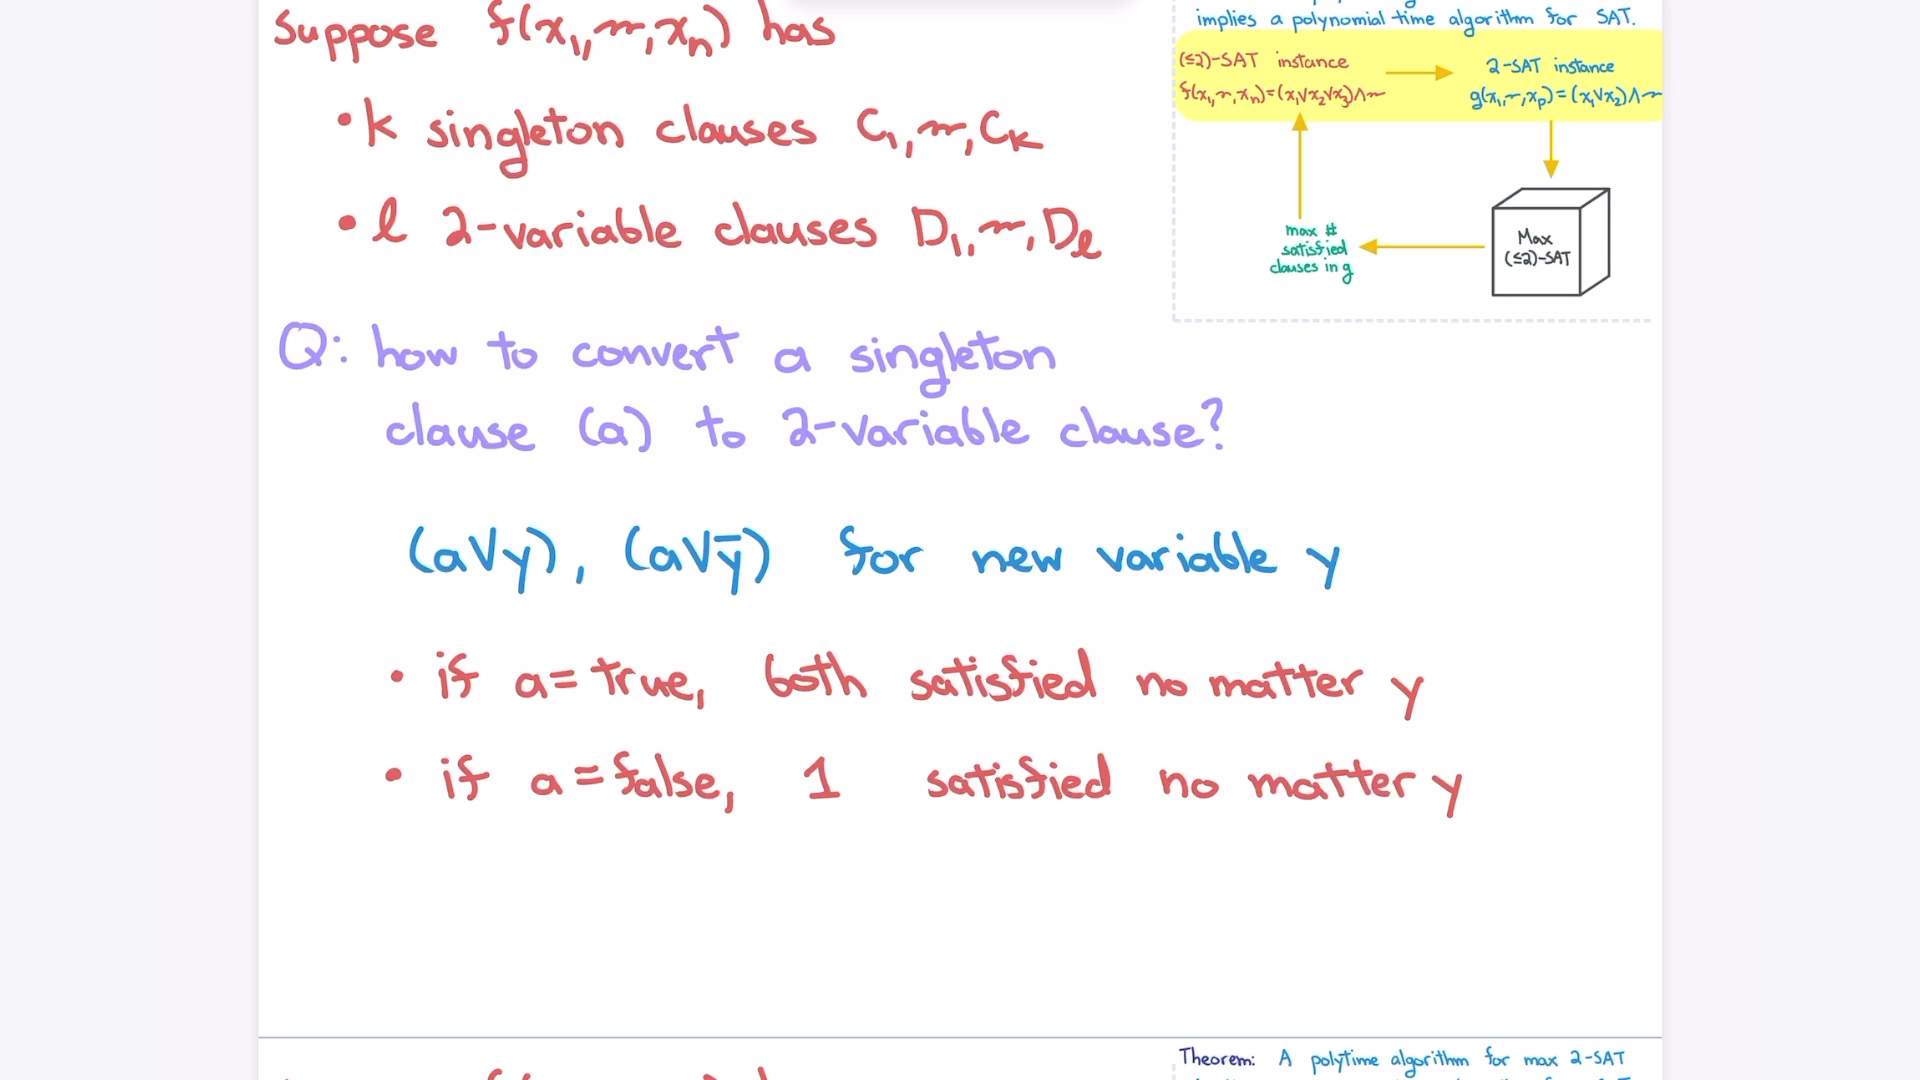 Suppose f(x₁,~,xₙ) has
• k singleton clauses C₁,~,Cₖ
• l 2-variable clauses D₁,~,Dₗ
Q: how to convert a singleton
clause (a) to 2-variable clause?
(a∨y), (a∨ȳ) for new variable y
• if a=true, both satisfied no matter y
• if a=false, 1 satisfied no matter y
implies a polynomial time algorithm for SAT.
(≤2)-SAT instance
f(x₁,~,xₙ)=(x₁∨x₂∨x₃)∧~
2-SAT instance
g(x₁,~,xₚ)=(x₁∨x₂)∧~
max #
satisfied
clauses in g
Max
(≤2)-SAT
Theorem: A polytime algorithm for max 2-SAT